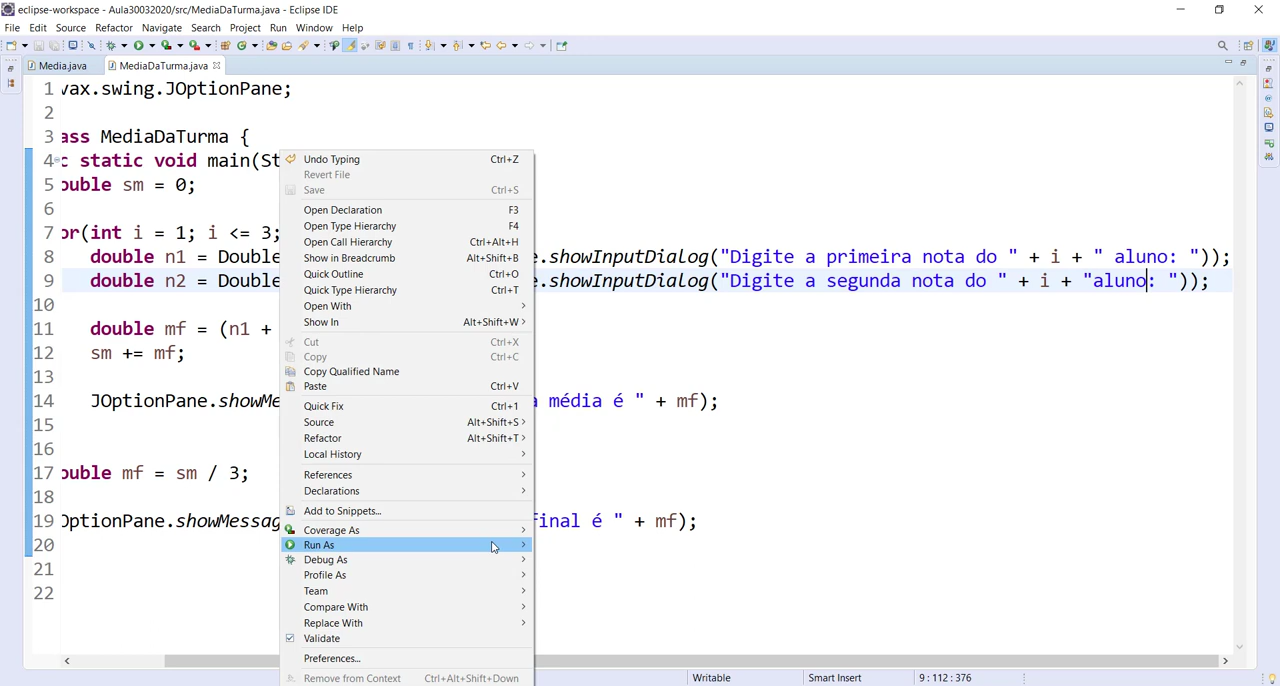 eclipse-workspace - Aula30032020/src/MediaDaTurma.java - Eclipse IDE
File Edit Source Refactor Navigate Search Project Run Window Help
Media.java MediaDaTurma.java
1 vax.swing.JOptionPane;
2
3 ass MediaDaTurma {
4 c static void main(St
5 ouble sm = 0;
6
7 or(int i = 1; i <= 3;
8 double n1 = Double e.showInputDialog("Digite a primeira nota do " + i + " aluno: "));
9 double n2 = Double e.showInputDialog("Digite a segunda nota do " + i + "aluno: "));
10
11 double mf = (n1 +
12 sm += mf;
13
14 JOptionPane.showMe a média é " + mf);
15
16
17 ouble mf = sm / 3;
18
19 OptionPane.showMessag final é " + mf);
20
21
22
Undo Typing Ctrl+Z
Revert File
Save Ctrl+S
Open Declaration F3
Open Type Hierarchy F4
Open Call Hierarchy Ctrl+Alt+H
Show in Breadcrumb Alt+Shift+B
Quick Outline Ctrl+O
Quick Type Hierarchy Ctrl+T
Open With
Show In Alt+Shift+W
Cut Ctrl+X
Copy Ctrl+C
Copy Qualified Name
Paste Ctrl+V
Quick Fix Ctrl+1
Source Alt+Shift+S
Refactor Alt+Shift+T
Local History
References
Declarations
Add to Snippets...
Coverage As
Run As
Debug As
Profile As
Team
Compare With
Replace With
Validate
Preferences...
Remove from Context Ctrl+Alt+Shift+Down
Writable Smart Insert 9 : 112 : 376